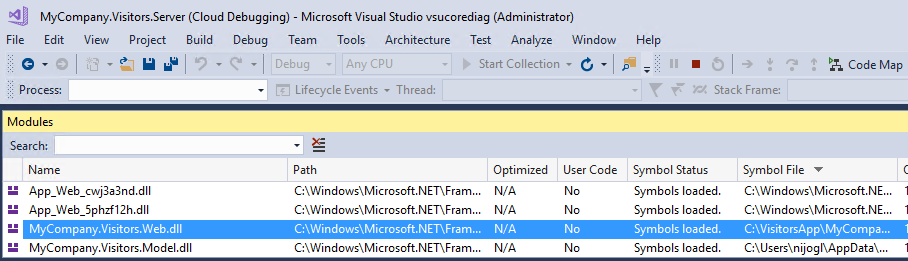 MyCompany.Visitors.Server (Cloud Debugging) - Microsoft Visual Studio vsucorediag (Administrator)
File Edit View Project Build Debug Team Tools Architecture Test Analyze Window Help
Debug Any CPU Start Collection Code Map
Process: Lifecycle Events Thread: Stack Frame:
Modules
Search:
Name Path Optimized User Code Symbol Status Symbol File
App_Web_cwj3a3nd.dll C:\Windows\Microsoft.NET\Fram... N/A No Symbols loaded. C:\Windows\Microsoft.NE...
App_Web_5phzf12h.dll C:\Windows\Microsoft.NET\Fram... N/A No Symbols loaded. C:\Windows\Microsoft.NE...
MyCompany.Visitors.Web.dll C:\Windows\Microsoft.NET\Fram... N/A No Symbols loaded. C:\VisitorsApp\MyCompa...
MyCompany.Visitors.Model.dll C:\Windows\Microsoft.NET\Fram... N/A No Symbols loaded. C:\Users\nijogl\AppData\...